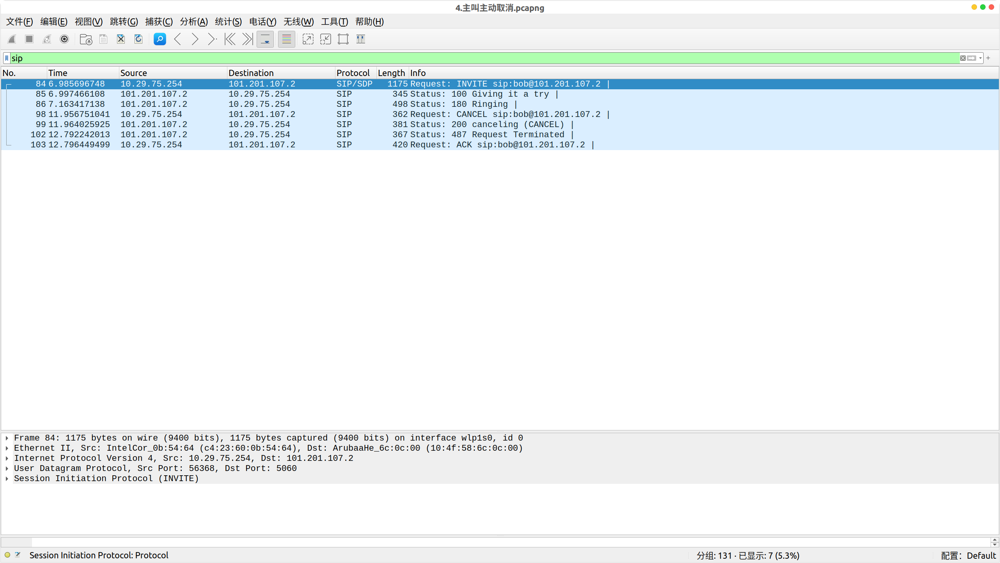 4.主叫主动取消.pcapng
文件(F) 编辑(E) 视图(V) 跳转(G) 捕获(C) 分析(A) 统计(S) 电话(Y) 无线(W) 工具(T) 帮助(H)
sip
No. Time Source Destination Protocol Length Info
84 6.985696748 10.29.75.254 101.201.107.2 SIP/SDP 1175 Request: INVITE sip:bob@101.201.107.2 |
85 6.997466108 101.201.107.2 10.29.75.254 SIP 345 Status: 100 Giving it a try |
86 7.163417138 101.201.107.2 10.29.75.254 SIP 498 Status: 180 Ringing |
98 11.956751041 10.29.75.254 101.201.107.2 SIP 362 Request: CANCEL sip:bob@101.201.107.2 |
99 11.964025925 101.201.107.2 10.29.75.254 SIP 381 Status: 200 canceling (CANCEL) |
102 12.792242013 101.201.107.2 10.29.75.254 SIP 367 Status: 487 Request Terminated |
103 12.796449499 10.29.75.254 101.201.107.2 SIP 420 Request: ACK sip:bob@101.201.107.2 |
Frame 84: 1175 bytes on wire (9400 bits), 1175 bytes captured (9400 bits) on interface wlp1s0, id 0
Ethernet II, Src: IntelCor_0b:54:64 (c4:23:60:0b:54:64), Dst: ArubaaHe_6c:0c:00 (10:4f:58:6c:0c:00)
Internet Protocol Version 4, Src: 10.29.75.254, Dst: 101.201.107.2
User Datagram Protocol, Src Port: 56368, Dst Port: 5060
Session Initiation Protocol (INVITE)
Session Initiation Protocol: Protocol
分组: 131 · 已显示: 7 (5.3%)
配置：Default